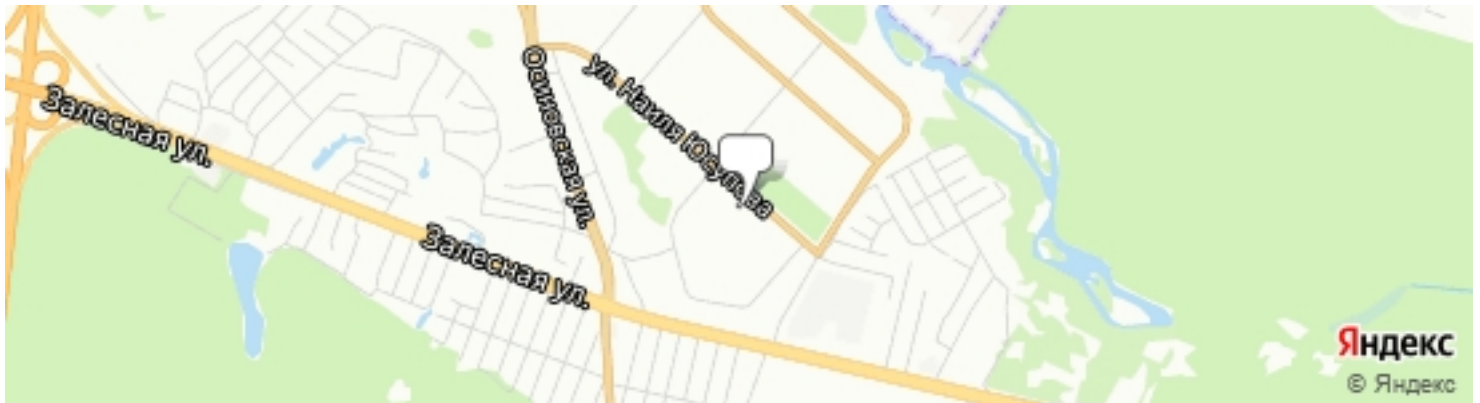 Осиновская ул.
ул. Наиля Юсупова
Залесная ул.
Залесная ул.
Яндекс
© Яндекс